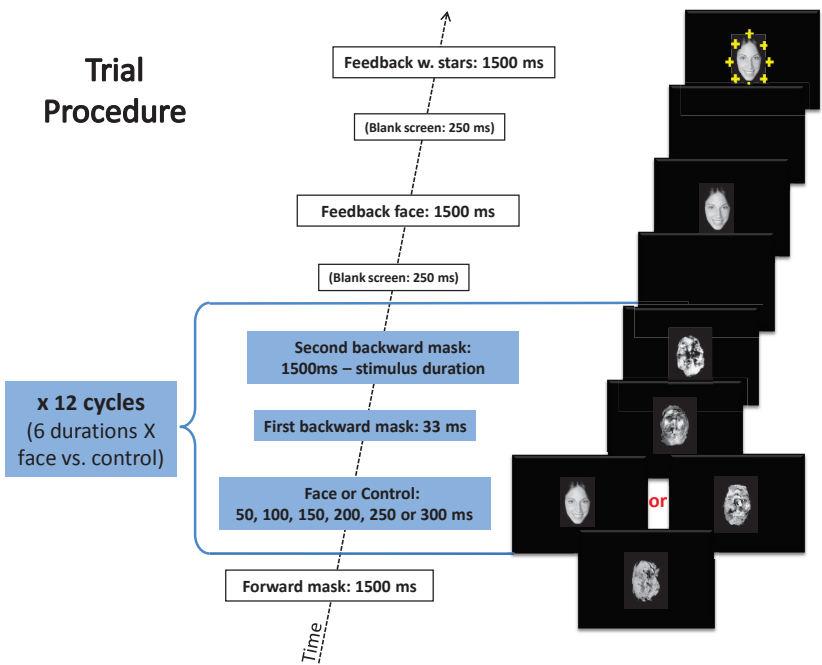 Trial
Procedure
Feedback w. stars: 1500 ms
(Blank screen: 250 ms)
Feedback face: 1500 ms
(Blank screen: 250 ms)
Second backward mask:
1500ms – stimulus duration
x 12 cycles
(6 durations X
face vs. control)
First backward mask: 33 ms
Face or Control:
50, 100, 150, 200, 250 or 300 ms
or
Forward mask: 1500 ms
Time